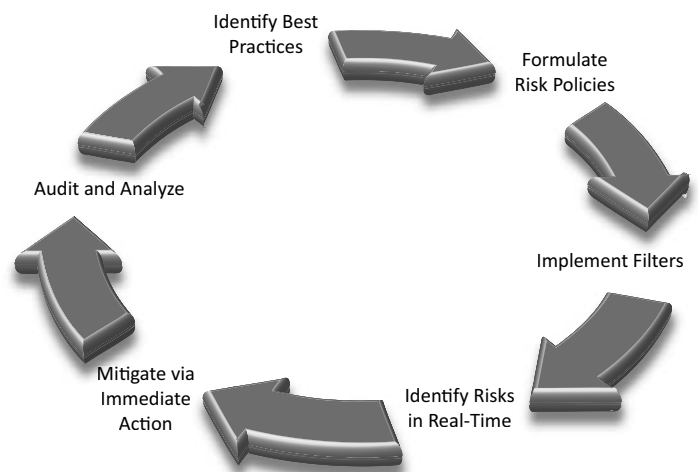 Identify Best
Practices
Formulate
Risk Policies
Implement Filters
Identify Risks
in Real-Time
Mitigate via
Immediate
Action
Audit and Analyze